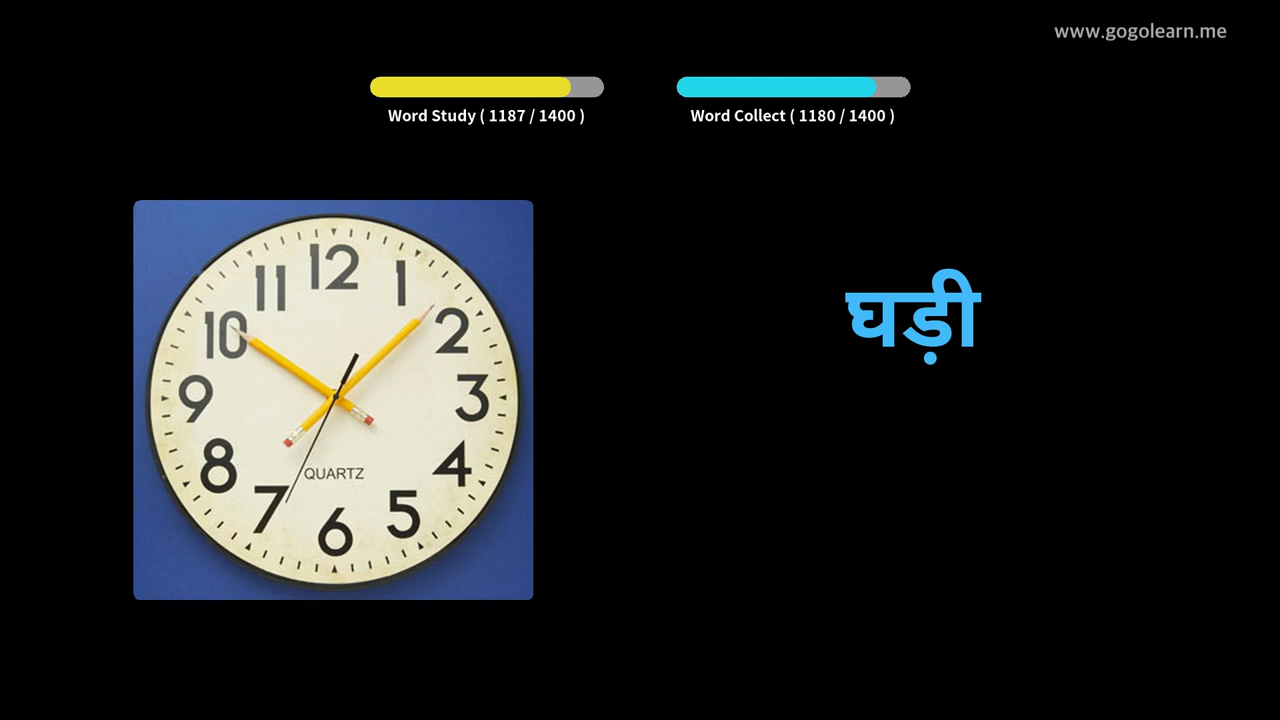 www.gogolearn.me
Word Study ( 1187 / 1400 )
Word Collect ( 1180 / 1400 )
12
11
1
10
2
9
3
8
4
7
5
6
QUARTZ
घड़ी